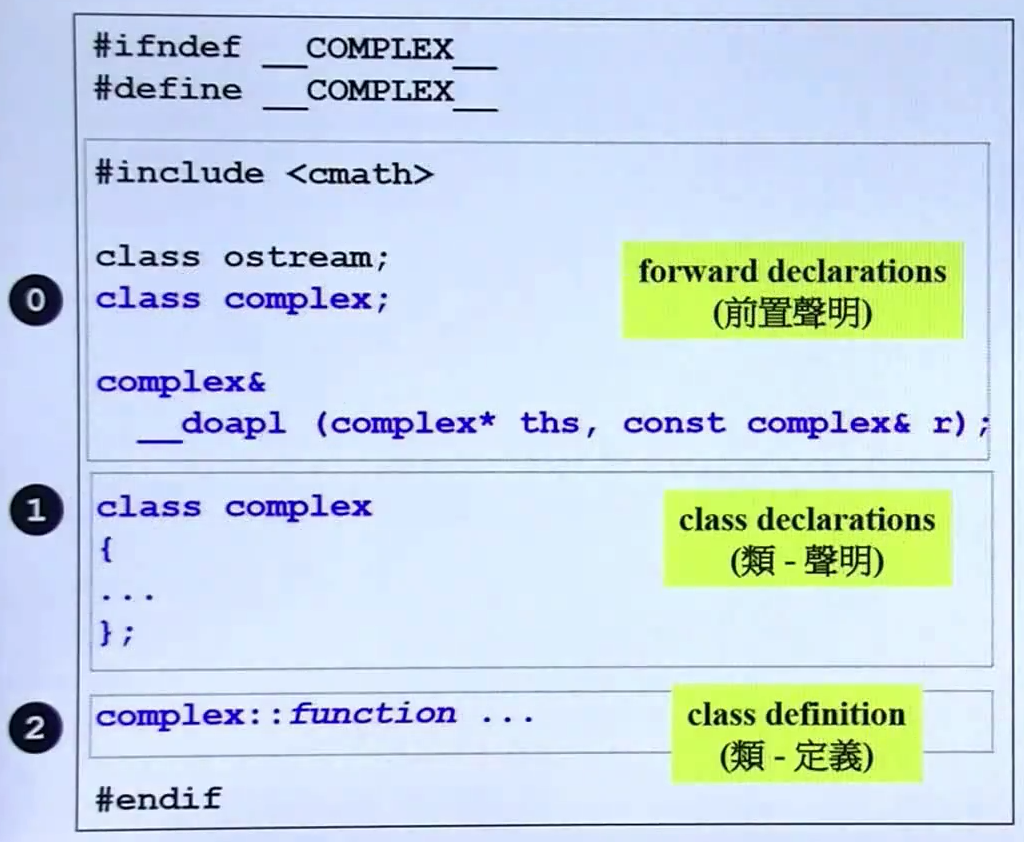 #ifndef __COMPLEX__
#define __COMPLEX__
#include <cmath>
class ostream;
class complex;
complex&
__doapl (complex* ths, const complex& r);
0
forward declarations
(前置聲明)
1
class complex
{
...
};
class declarations
(類 - 聲明)
2
complex::function ...
class definition
(類 - 定義)
#endif